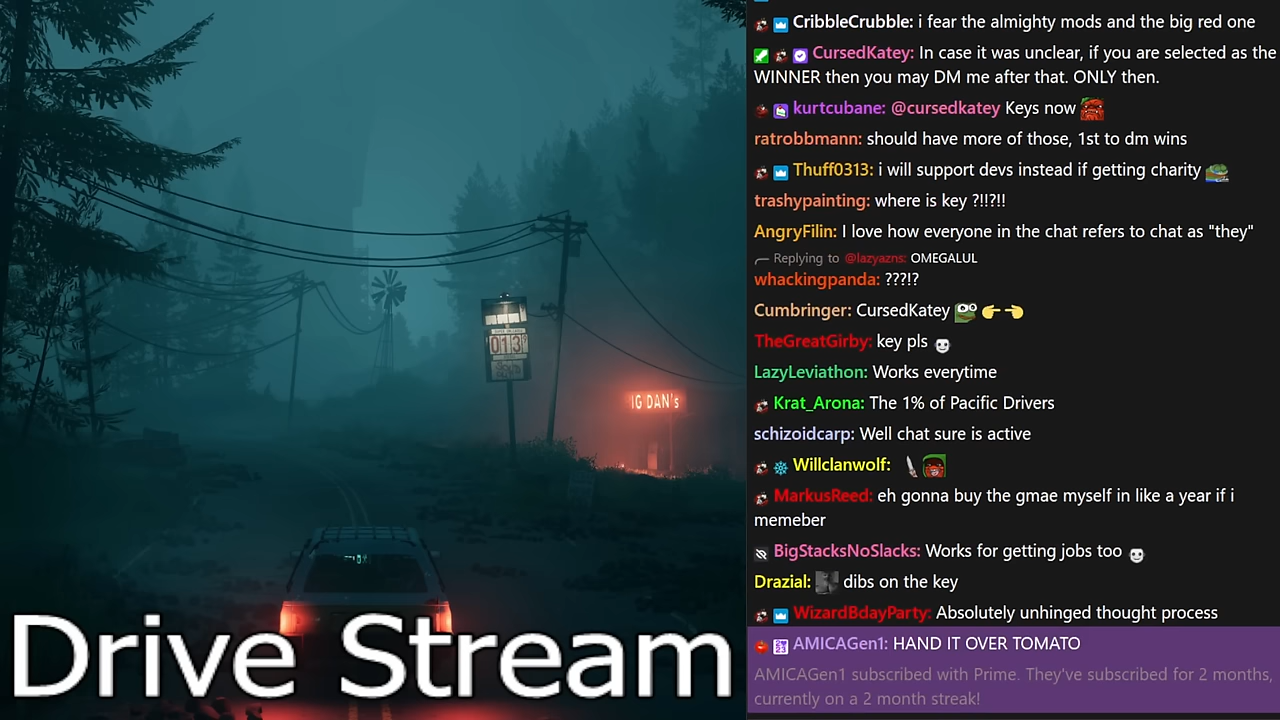 CribbleCrubble: i fear the almighty mods and the big red one
CursedKatey: In case it was unclear, if you are selected as the
WINNER then you may DM me after that. ONLY then.
kurtcubane: @cursedkatey Keys now
ratrobbmann: should have more of those, 1st to dm wins
Thuff0313: i will support devs instead if getting charity
trashypainting: where is key ?!!?!!
AngryFilin: I love how everyone in the chat refers to chat as "they"
Replying to @lazyazns: OMEGALUL
whackingpanda: ???!?
Cumbringer: CursedKatey
TheGreatGirby: key pls
LazyLeviathon: Works everytime
Krat_Arona: The 1% of Pacific Drivers
schizoidcarp: Well chat sure is active
Willclanwolf:
MarkusReed: eh gonna buy the gmae myself in like a year if i
memeber
BigStacksNoSlacks: Works for getting jobs too
Drazial: dibs on the key
WizardBdayParty: Absolutely unhinged thought process
AMICAGen1: HAND IT OVER TOMATO
AMICAGen1 subscribed with Prime. They've subscribed for 2 months,
currently on a 2 month streak!
013
IG DAN's
Drive Stream